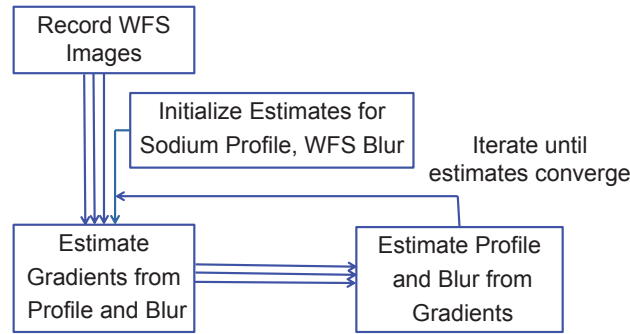 Record WFS
Images
Initialize Estimates for
Sodium Profile, WFS Blur
Iterate until
estimates converge
Estimate
Gradients from
Profile and Blur
Estimate Profile
and Blur from
Gradients